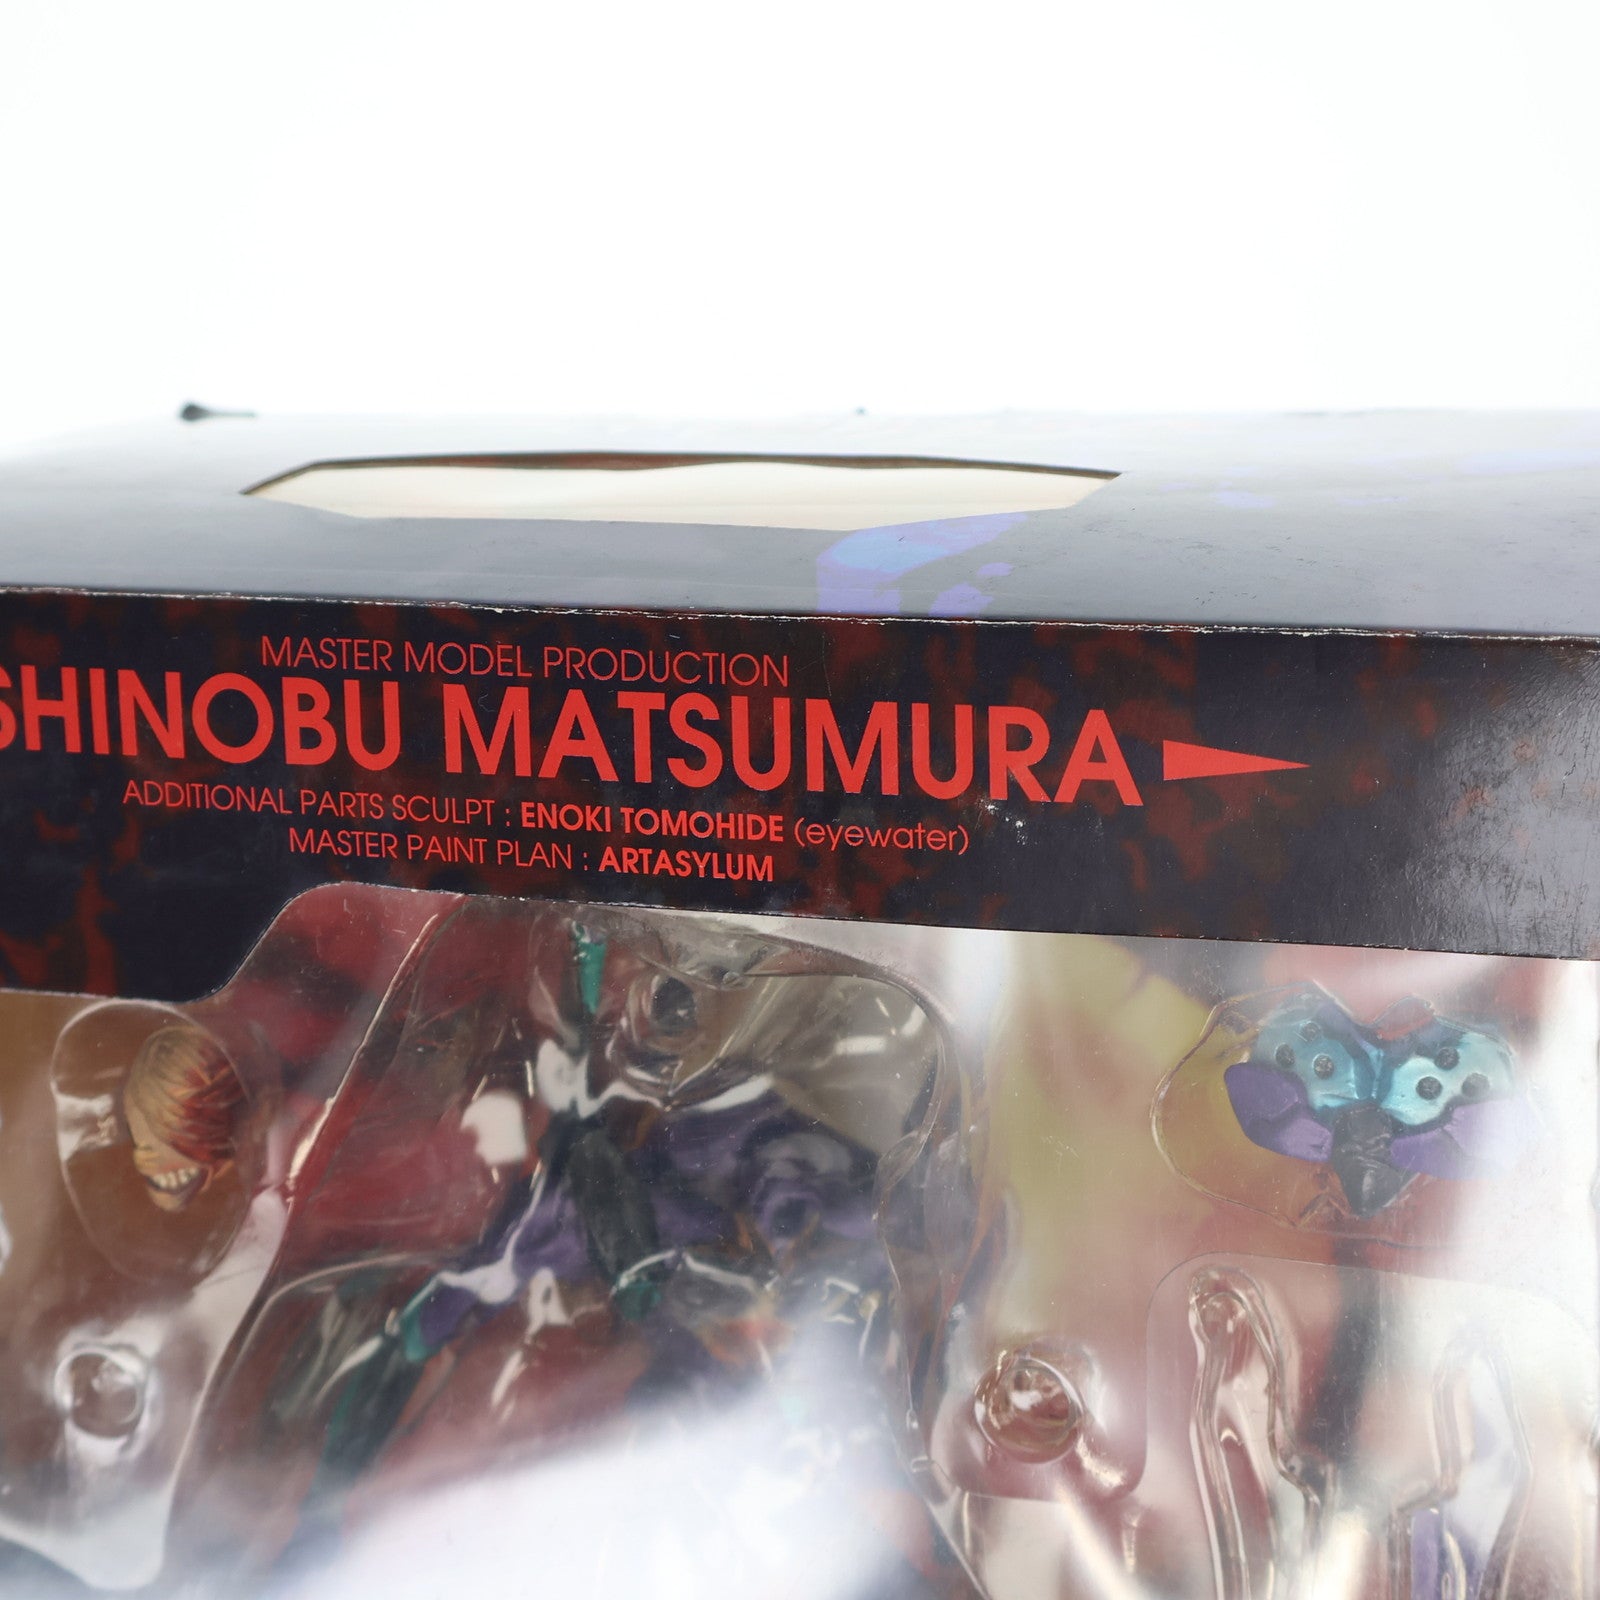 MASTER MODEL PRODUCTION
SHINOBU MATSUMURA
ADDITIONAL PARTS SCULPT : ENOKI TOMOHIDE (eyewater)
MASTER PAINT PLAN : ARTASYLUM